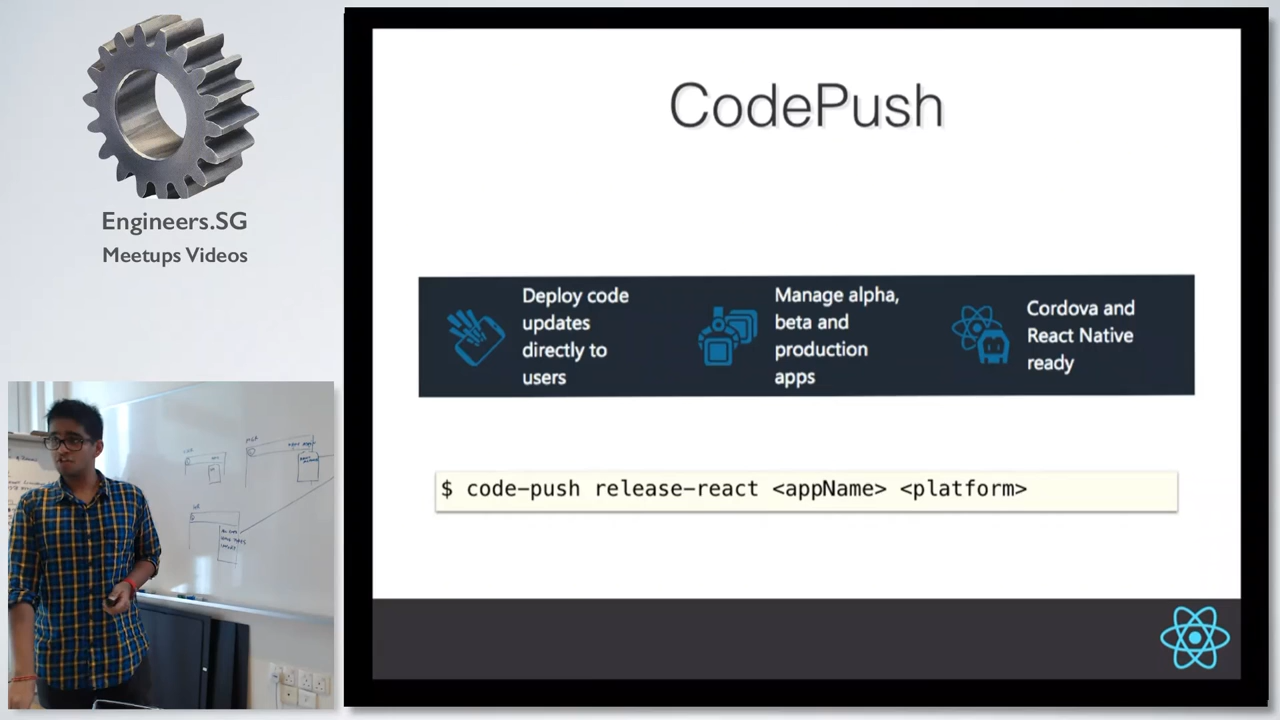 Engineers.SG
Meetups Videos
CodePush
Deploy code
updates
directly to
users
Manage alpha,
beta and
production
apps
Cordova and
React Native
ready
$ code-push release-react <appName> <platform>